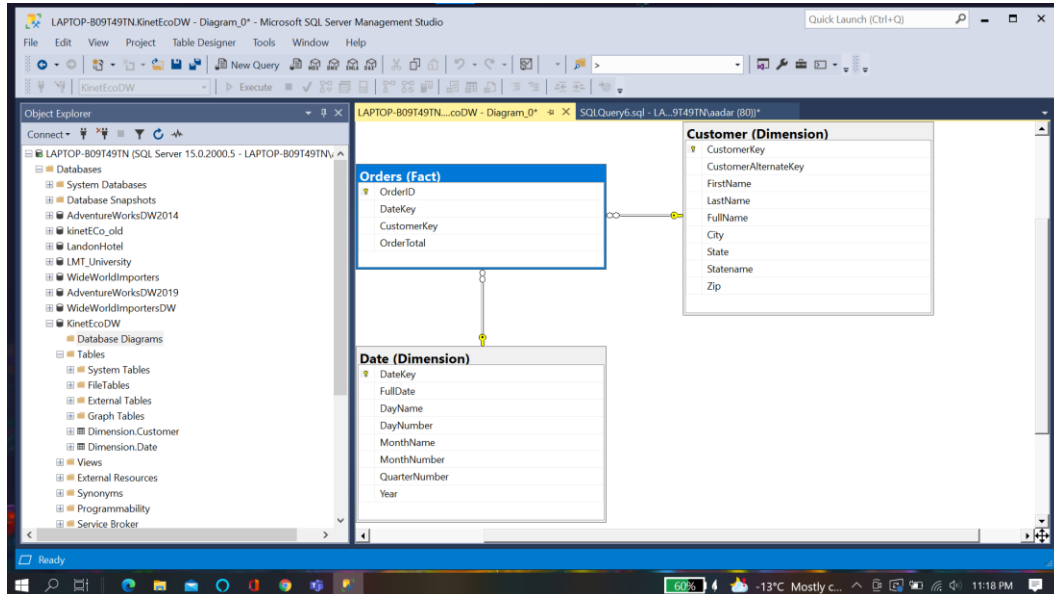 LAPTOP-B09T49TN.KinetEcoDW - Diagram_0* - Microsoft SQL Server Management Studio
Quick Launch (Ctrl+Q)
File Edit View Project Table Designer Tools Window Help
New Query
KinetEcoDW Execute
Object Explorer
LAPTOP-B09T49TN....coDW - Diagram_0* SQLQuery6.sql - LA...9T49TN\aadar (80))*
Connect
LAPTOP-B09T49TN (SQL Server 15.0.2000.5 - LAPTOP-B09T49TN\
Databases
System Databases
Database Snapshots
AdventureWorksDW2014
kinetECo_old
LandonHotel
LMT_University
WideWorldImporters
AdventureWorksDW2019
WideWorldImportersDW
KinetEcoDW
Database Diagrams
Tables
System Tables
FileTables
External Tables
Graph Tables
Dimension.Customer
Dimension.Date
Views
External Resources
Synonyms
Programmability
Service Broker
Orders (Fact)
OrderID
DateKey
CustomerKey
OrderTotal
Customer (Dimension)
CustomerKey
CustomerAlternateKey
FirstName
LastName
FullName
City
State
Statename
Zip
Date (Dimension)
DateKey
FullDate
DayName
DayNumber
MonthName
MonthNumber
QuarterNumber
Year
Ready
60% -13°C Mostly c... 11:18 PM